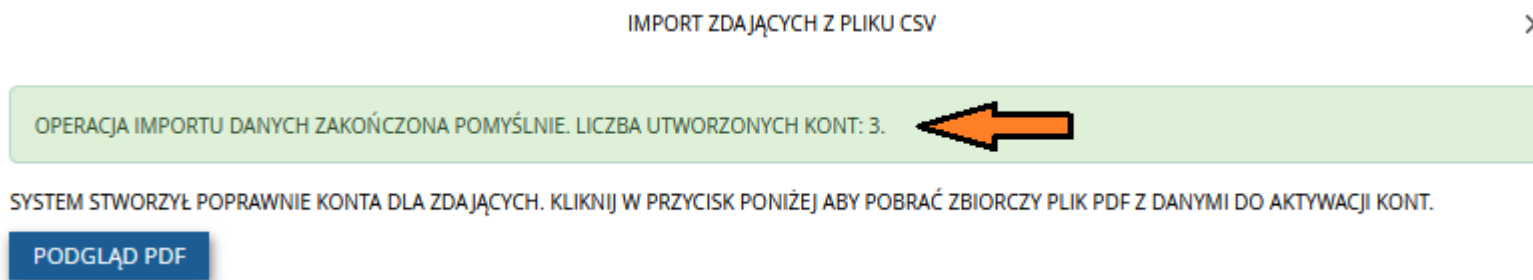 IMPORT ZDAJĄCYCH Z PLIKU CSV
OPERACJA IMPORTU DANYCH ZAKOŃCZONA POMYŚLNIE. LICZBA UTWORZONYCH KONT: 3.
SYSTEM STWORZYŁ POPRAWNIE KONTA DLA ZDAJĄCYCH. KLIKNIJ W PRZYCISK PONIŻEJ ABY POBRAĆ ZBIORCZY PLIK PDF Z DANYMI DO AKTYWACJI KONT.
PODGLĄD PDF